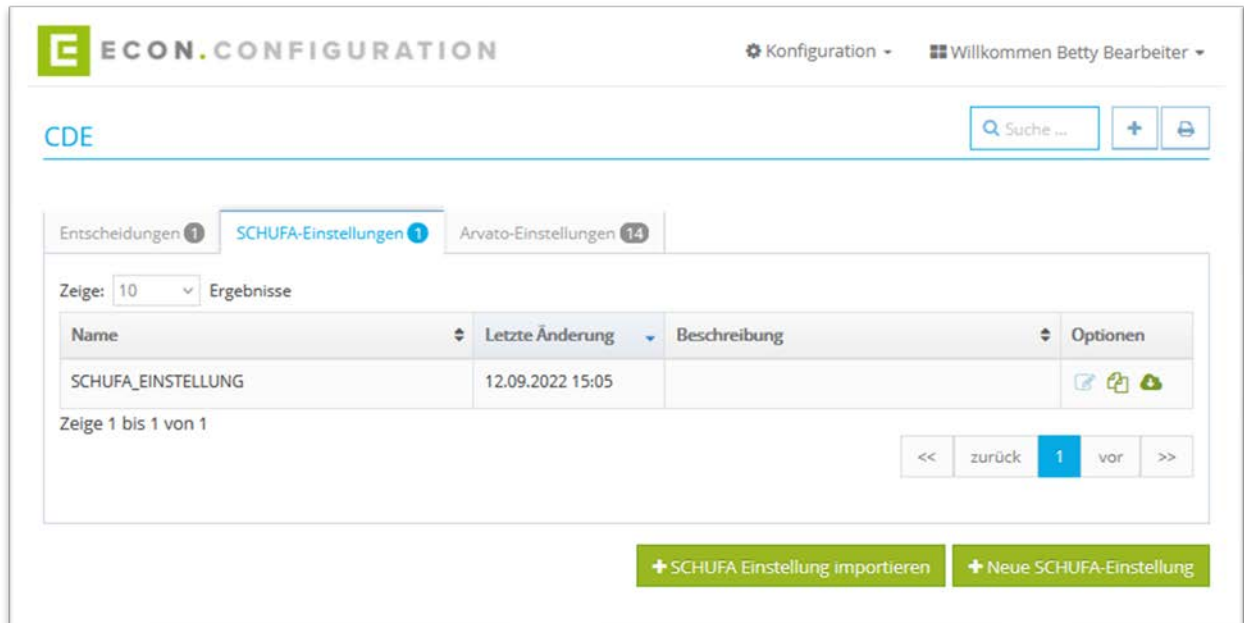 ECON.CONFIGURATION
Konfiguration
Willkommen Betty Bearbeiter
CDE
Suche ...
Entscheidungen 1
SCHUFA-Einstellungen 1
Arvato-Einstellungen 14
Zeige: 10 Ergebnisse
Name Letzte Änderung Beschreibung Optionen
SCHUFA_EINSTELLUNG 12.09.2022 15:05
Zeige 1 bis 1 von 1
<< zurück 1 vor >>
+ SCHUFA Einstellung importieren
+ Neue SCHUFA-Einstellung